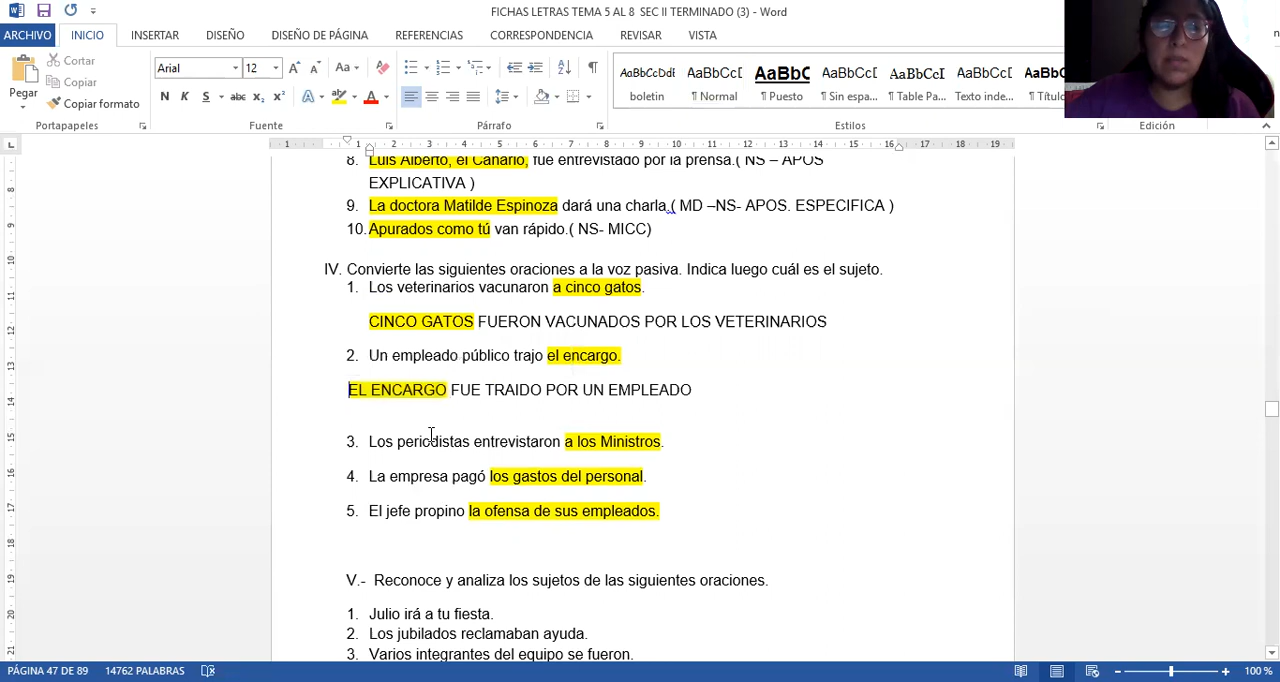 FICHAS LETRAS TEMA 5 AL 8 SEC II TERMINADO (3) - Word
ARCHIVO INICIO INSERTAR DISEÑO DISEÑO DE PÁGINA REFERENCIAS CORRESPONDENCIA REVISAR VISTA
Pegar
Cortar
Copiar
Copiar formato
Arial 12
N K S abc x₂ x²
AaBbCcDdI AaBbCcI AaBbC AaBbCcI AaBbCcI AaBbCcI AaBbC
boletin ¶ Normal ¶ Puesto ¶ Sin espa... ¶ Table Pa... Texto inde... ¶ Título
Portapapeles Fuente Párrafo Estilos Edición
8. Luis Alberto, el Canario, fue entrevistado por la prensa.( NS – APOS
EXPLICATIVA )
9. La doctora Matilde Espinoza dará una charla.( MD –NS- APOS. ESPECIFICA )
10. Apurados como tú van rápido.( NS- MICC)
IV. Convierte las siguientes oraciones a la voz pasiva. Indica luego cuál es el sujeto.
1. Los veterinarios vacunaron a cinco gatos.
CINCO GATOS FUERON VACUNADOS POR LOS VETERINARIOS
2. Un empleado público trajo el encargo.
EL ENCARGO FUE TRAIDO POR UN EMPLEADO
3. Los periodistas entrevistaron a los Ministros.
4. La empresa pagó los gastos del personal.
5. El jefe propino la ofensa de sus empleados.
V.- Reconoce y analiza los sujetos de las siguientes oraciones.
1. Julio irá a tu fiesta.
2. Los jubilados reclamaban ayuda.
3. Varios integrantes del equipo se fueron.
PÁGINA 47 DE 89 14762 PALABRAS 100 %